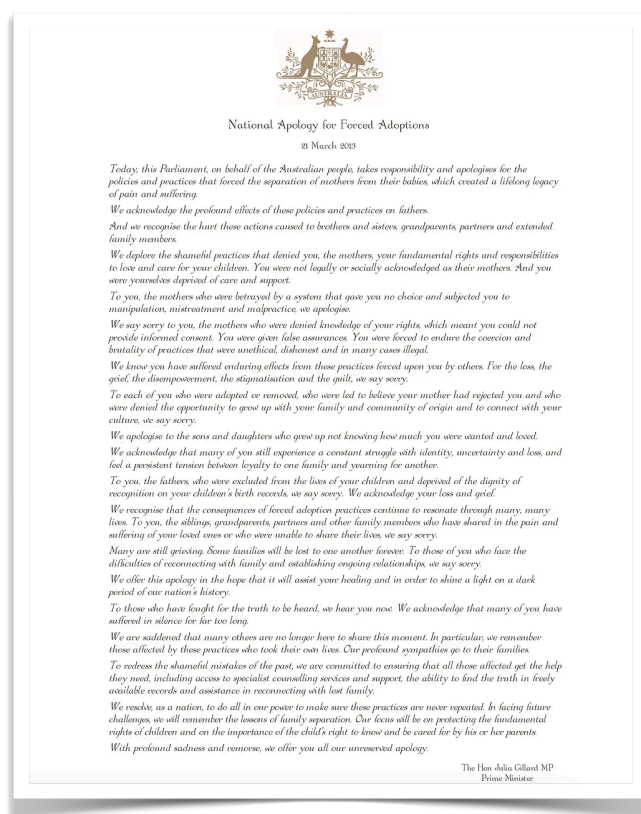 AUSTRALIA
National Apology for Forced Adoptions
21 March 2013
Today, this Parliament, on behalf of the Australian people, takes responsibility and apologises for the
policies and practices that forced the separation of mothers from their babies, which created a lifelong legacy
of pain and suffering.
We acknowledge the profound effects of these policies and practices on fathers.
And we recognise the hurt these actions caused to brothers and sisters, grandparents, partners and extended
family members.
We deplore the shameful practices that denied you, the mothers, your fundamental rights and responsibilities
to love and care for your children. You were not legally or socially acknowledged as their mothers. And you
were yourselves deprived of care and support.
To you, the mothers who were betrayed by a system that gave you no choice and subjected you to
manipulation, mistreatment and malpractice, we apologise.
We say sorry to you, the mothers who were denied knowledge of your rights, which meant you could not
provide informed consent. You were given false assurances. You were forced to endure the coercion and
brutality of practices that were unethical, dishonest and in many cases illegal.
We know you have suffered enduring effects from these practices forced upon you by others. For the loss, the
grief, the disempowerment, the stigmatisation and the guilt, we say sorry.
To each of you who were adopted or removed, who were led to believe your mother had rejected you and who
were denied the opportunity to grow up with your family and community of origin and to connect with your
culture, we say sorry.
We apologise to the sons and daughters who grew up not knowing how much you were wanted and loved.
We acknowledge that many of you still experience a constant struggle with identity, uncertainty and loss, and
feel a persistent tension between loyalty to one family and yearning for another.
To you, the fathers, who were excluded from the lives of your children and deprived of the dignity of
recognition on your children's birth records, we say sorry. We acknowledge your loss and grief.
We recognise that the consequences of forced adoption practices continue to resonate through many, many
lives. To you, the siblings, grandparents, partners and other family members who have shared in the pain and
suffering of your loved ones or who were unable to share their lives, we say sorry.
Many are still grieving. Some families will be lost to one another forever. To those of you who face the
difficulties of reconnecting with family and establishing ongoing relationships, we say sorry.
We offer this apology in the hope that it will assist your healing and in order to shine a light on a dark
period of our nation's history.
To those who have fought for the truth to be heard, we hear you now. We acknowledge that many of you have
suffered in silence for far too long.
We are saddened that many others are no longer here to share this moment. In particular, we remember
those affected by these practices who took their own lives. Our profound sympathies go to their families.
To redress the shameful mistakes of the past, we are committed to ensuring that all those affected get the help
they need, including access to specialist counselling services and support, the ability to find the truth in freely
available records and assistance in reconnecting with lost family.
We resolve, as a nation, to do all in our power to make sure these practices are never repeated. In facing future
challenges, we will remember the lessons of family separation. Our focus will be on protecting the fundamental
rights of children and on the importance of the child's right to know and be cared for by his or her parents.
With profound sadness and remorse, we offer you all our unreserved apology.
The Hon Julia Gillard MP
Prime Minister